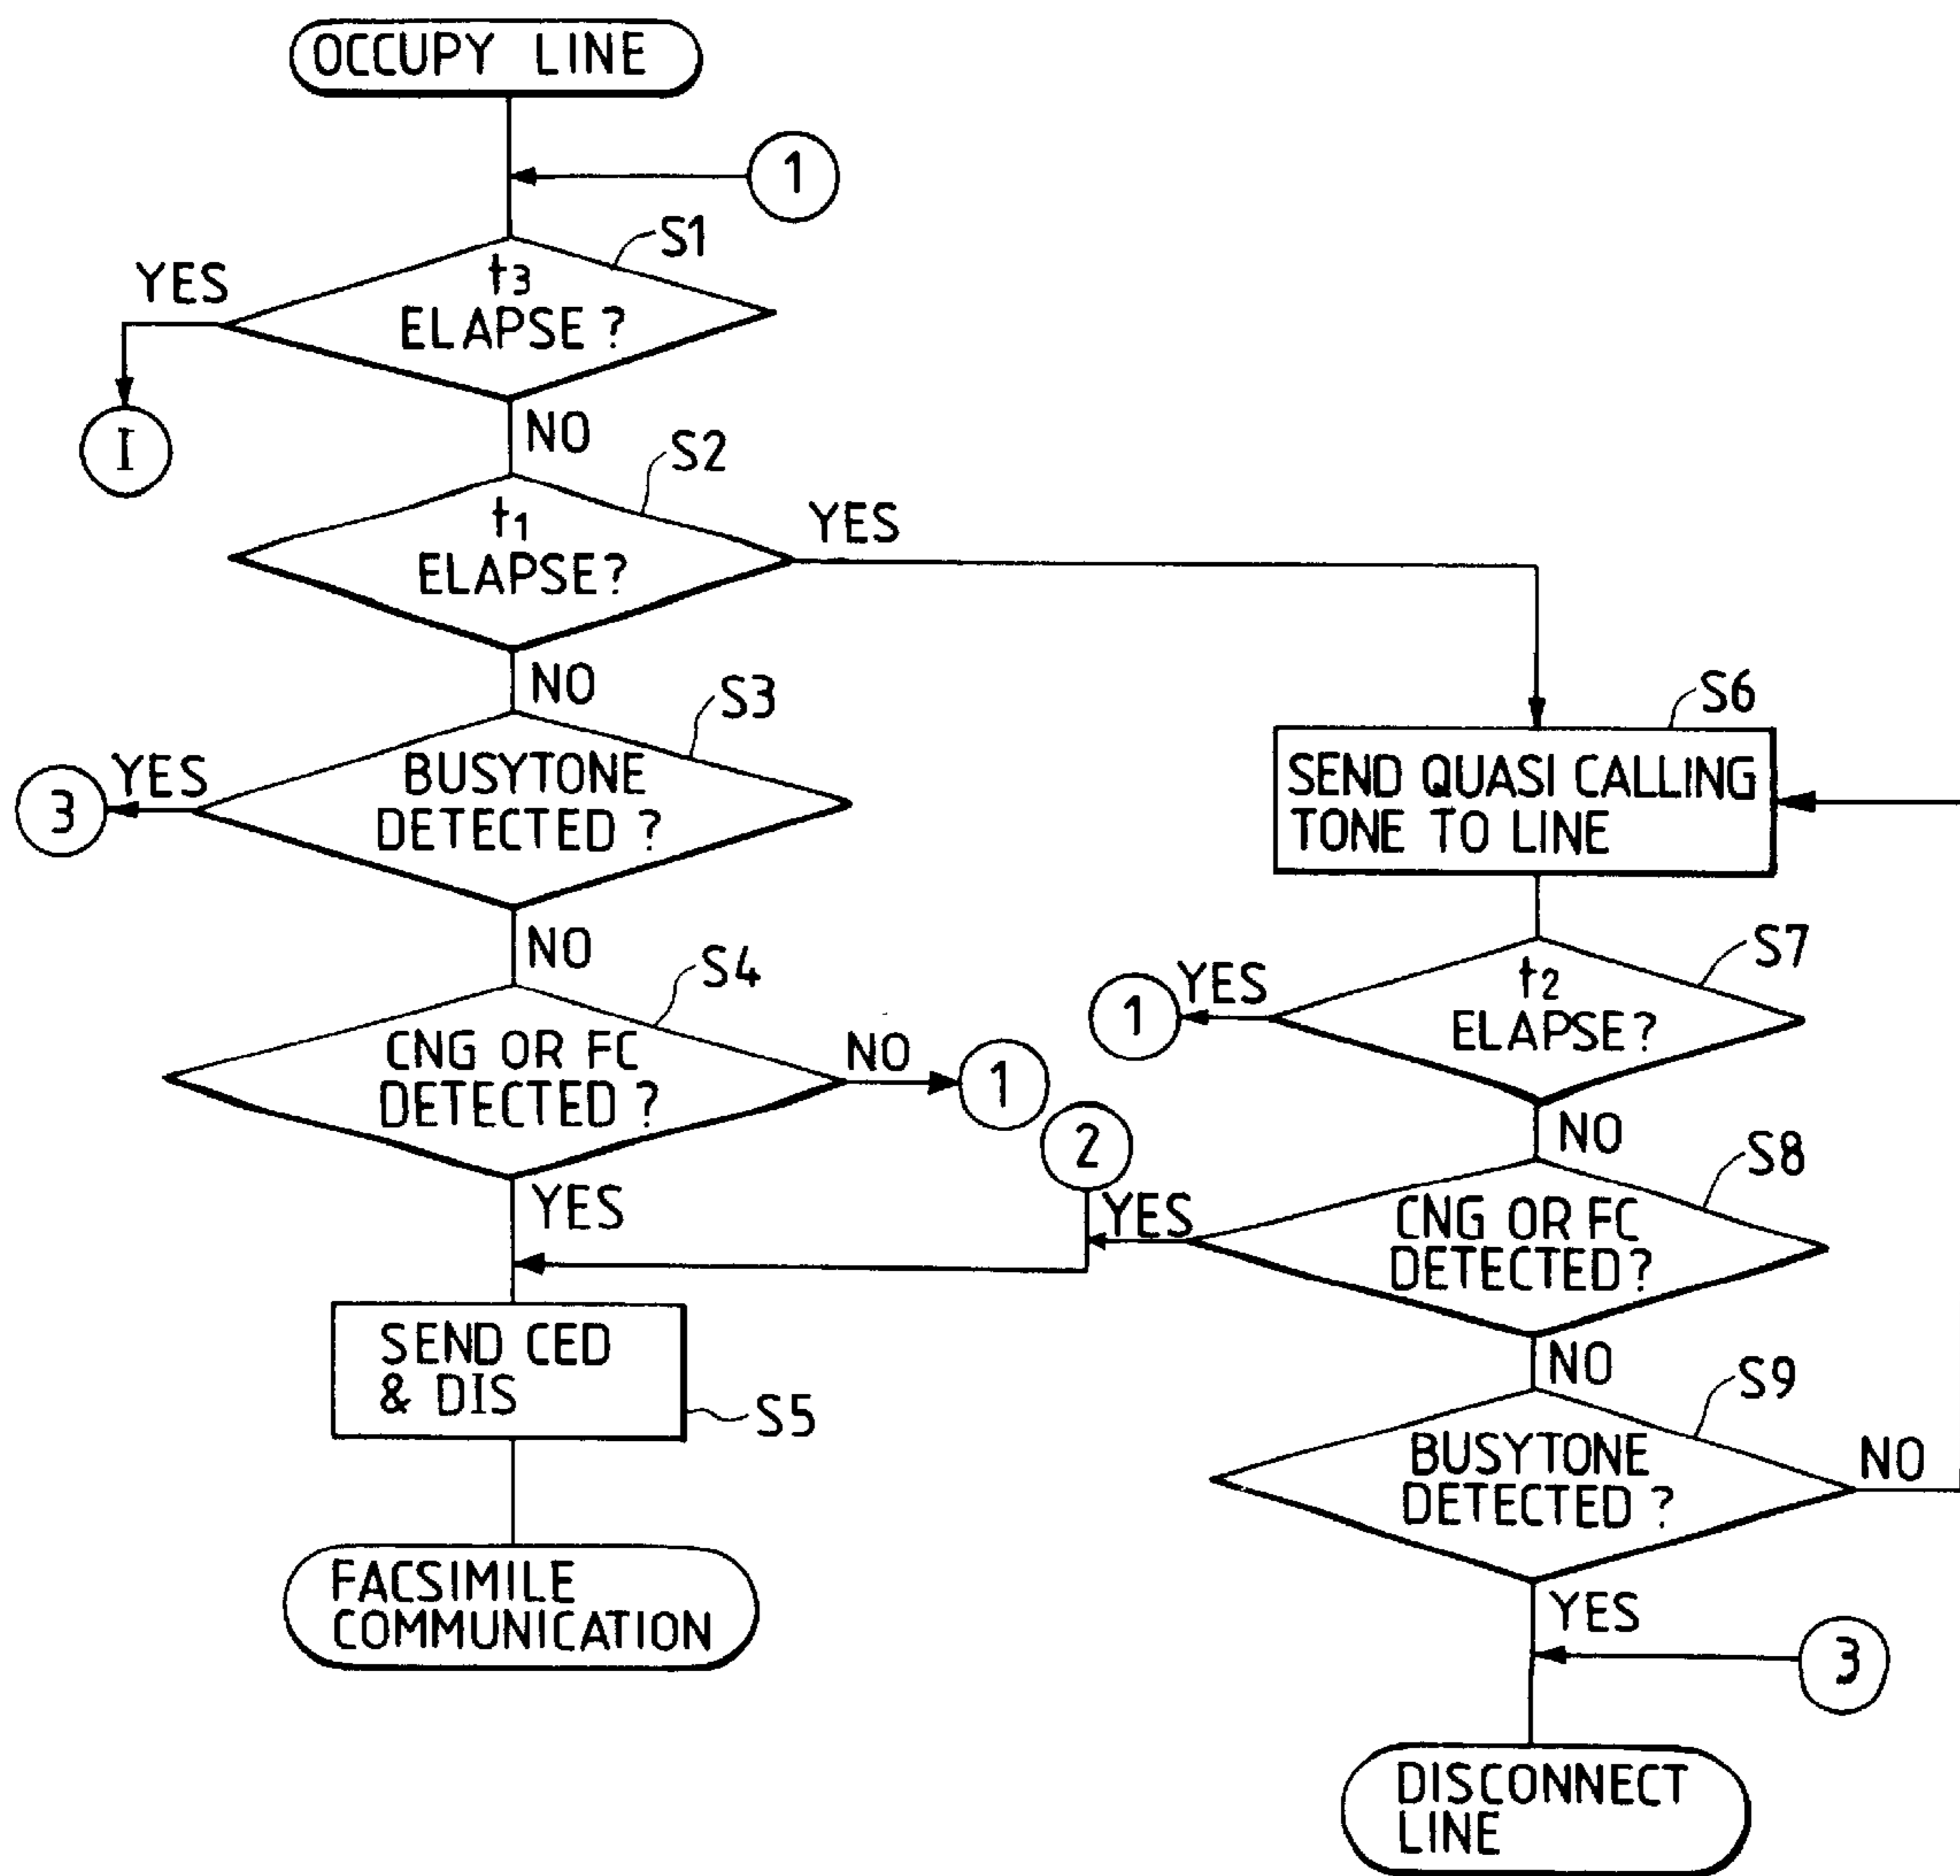 OCCUPY LINE
1
S1
YES
t3
ELAPSE ?
I
NO
S2
t1
ELAPSE?
YES
NO
S3
YES
3
BUSYTONE
DETECTED ?
NO
S4
CNG OR FC
DETECTED ?
NO
1
YES
SEND CED
& DIS
S5
FACSIMILE
COMMUNICATION
S6
SEND QUASI CALLING
TONE TO LINE
S7
t2
ELAPSE?
YES
1
NO
2
S8
YES
CNG OR FC
DETECTED?
NO
S9
BUSYTONE
DETECTED ?
NO
YES
3
DISCONNECT
LINE